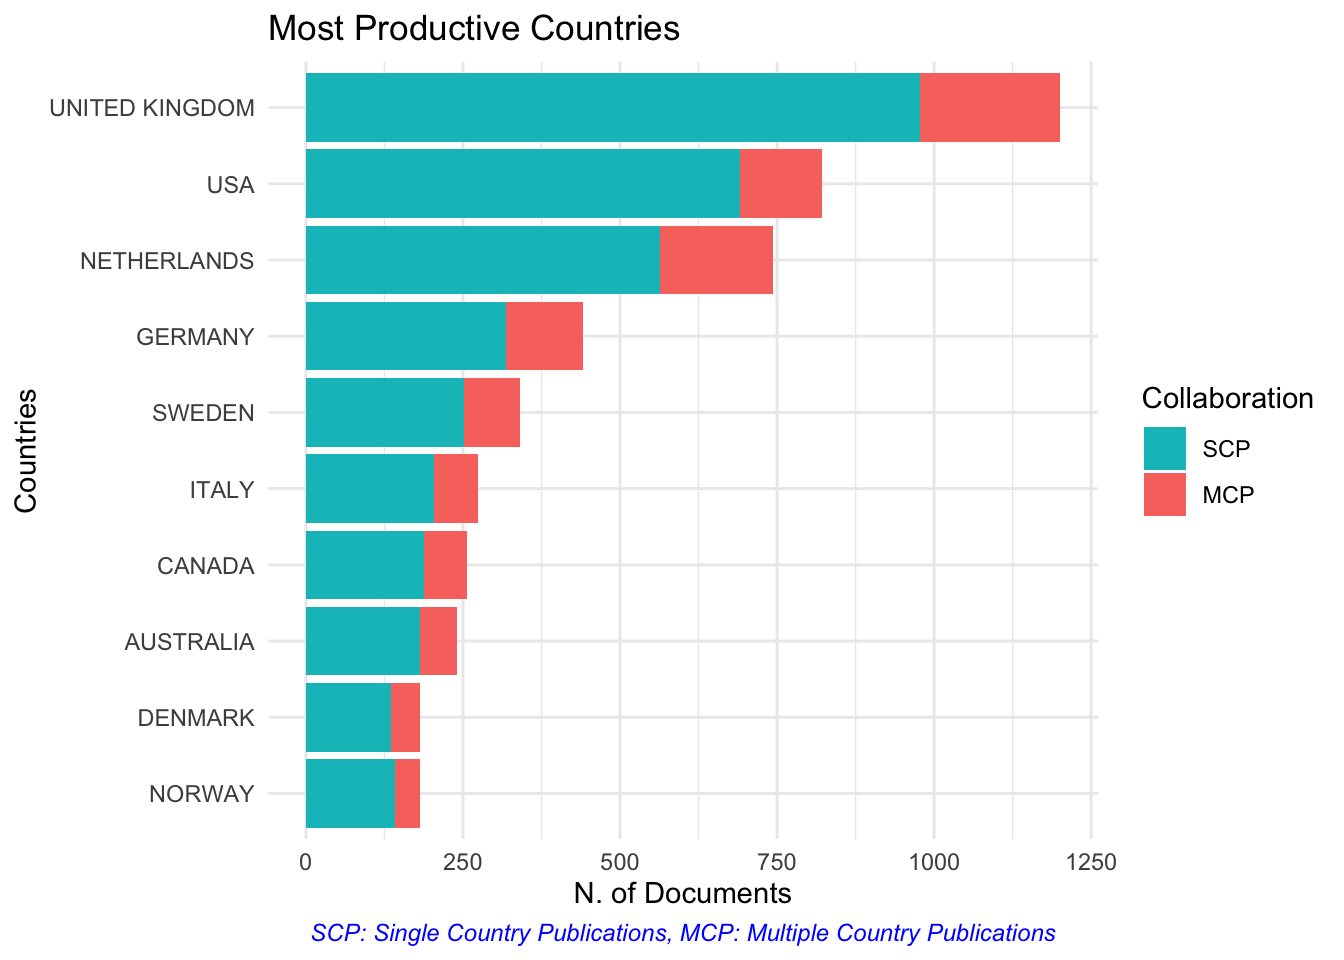 Most Productive Countries
UNITED KINGDOM
USA
NETHERLANDS
GERMANY
SWEDEN
ITALY
CANADA
AUSTRALIA
DENMARK
NORWAY
Countries
0 250 500 750 1000 1250
N. of Documents
SCP: Single Country Publications, MCP: Multiple Country Publications
Collaboration
SCP
MCP